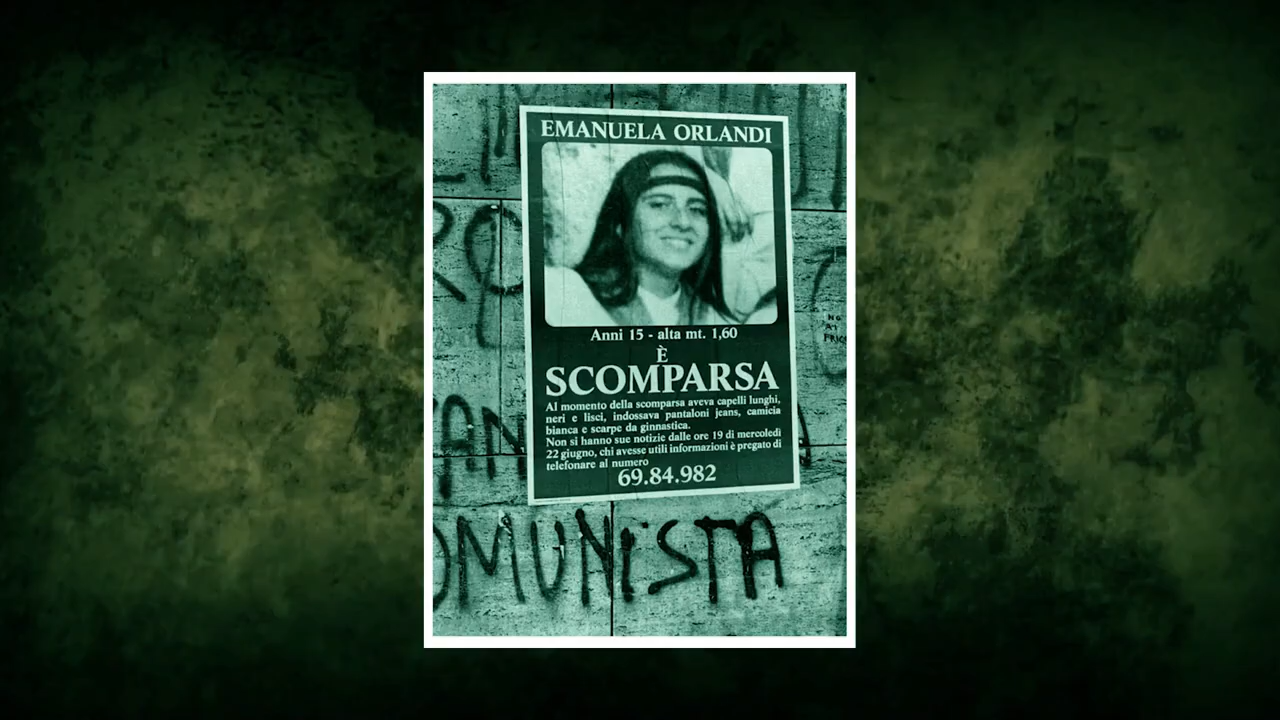 EMANUELA ORLANDI
Anni 15 - alta mt. 1,60
È
SCOMPARSA
Al momento della scomparsa aveva capelli lunghi,
neri e lisci, indossava pantaloni jeans, camicia
bianca e scarpe da ginnastica.
Non si hanno sue notizie dalle ore 19 di mercoledì
22 giugno, chi avesse utili informazioni è pregato di
telefonare al numero
69.84.982
OMUNISTA